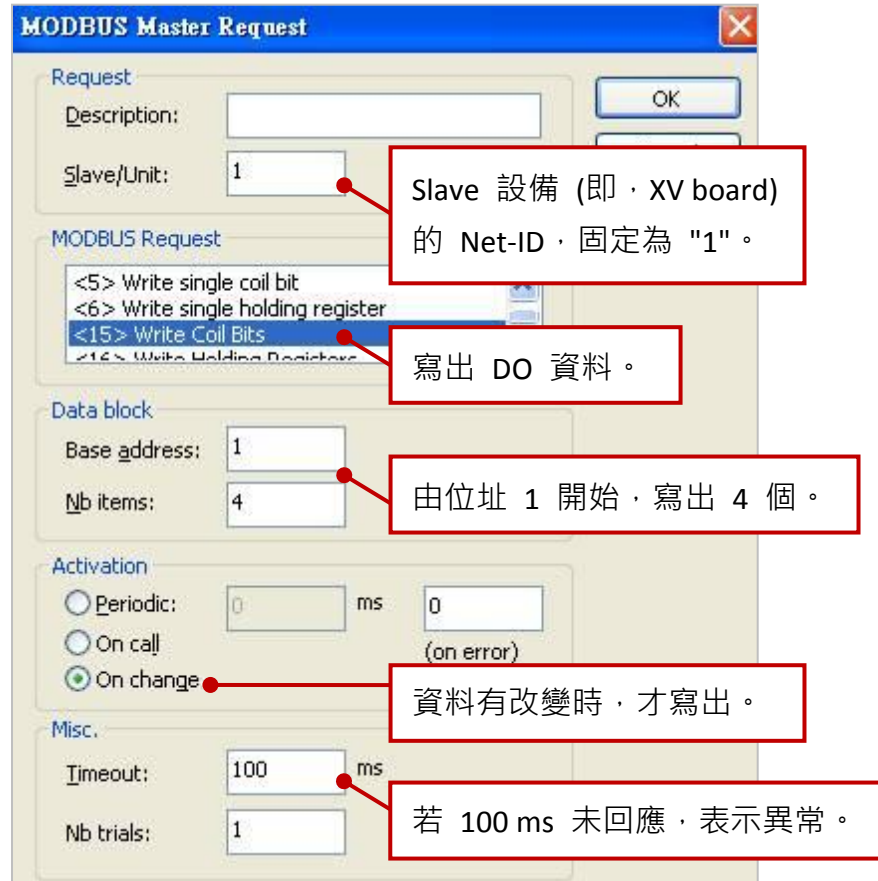 MODBUS Master Request
Request
OK
Description:
Slave/Unit:
1
Slave 設備 (即，XV board)
的 Net-ID，固定為 "1"。
MODBUS Request
<5> Write single coil bit
<6> Write single holding register
<15> Write Coil Bits
<16> Write Holding Registers
寫出 DO 資料。
Data block
Base address:
1
Nb items:
4
由位址 1 開始，寫出 4 個。
Activation
Periodic:
0
ms
0
On call
(on error)
On change
資料有改變時，才寫出。
Misc.
Timeout:
100
ms
若 100 ms 未回應，表示異常。
Nb trials:
1